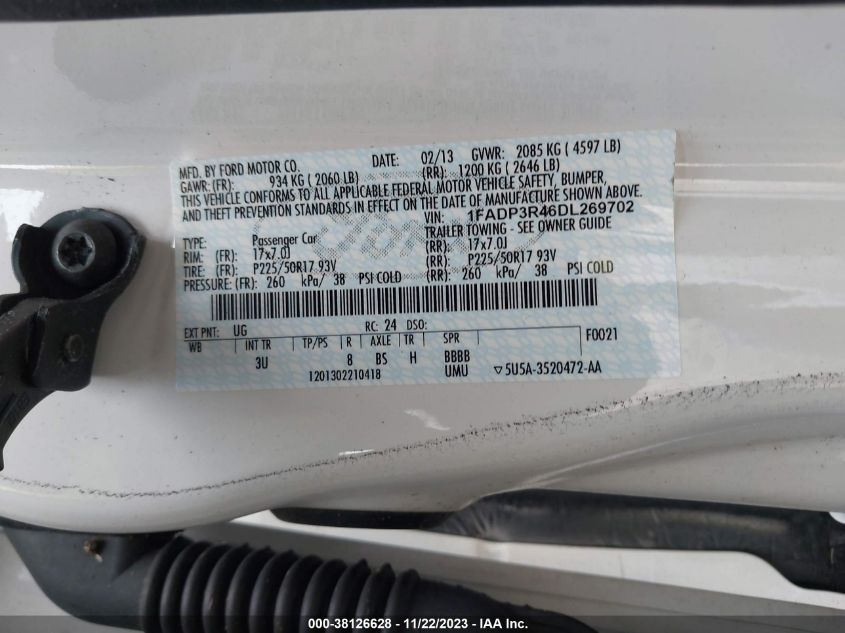 MFD. BY FORD MOTOR CO. DATE: 02/13 GVWR: 2085 KG ( 4597 LB)
GAWR: (FR): 934 KG ( 2060 LB) (RR): 1200 KG ( 2646 LB)
THIS VEHICLE CONFORMS TO ALL APPLICABLE FEDERAL MOTOR VEHICLE SAFETY, BUMPER,
AND THEFT PREVENTION STANDARDS IN EFFECT ON THE DATE OF MANUFACTURE SHOWN ABOVE.
VIN: 1FADP3R46DL269702
TYPE: Passenger Car TRAILER TOWING - SEE OWNER GUIDE
RIM: (FR): 17x7.0J (RR): 17x7.0J
TIRE: (FR): P225/50R17 93V (RR): P225/50R17 93V
PRESSURE: (FR): 260 kPa/ 38 PSI COLD (RR): 260 kPa/ 38 PSI COLD
EXT PNT: UG RC: 24 DSO: F0021
WB INT TR TP/PS R AXLE TR SPR
3U 8 BS H BBBB
1201302210418 UMU ▽5U5A-3520472-AA
Ford
000-38126628 - 11/22/2023 - IAA Inc.